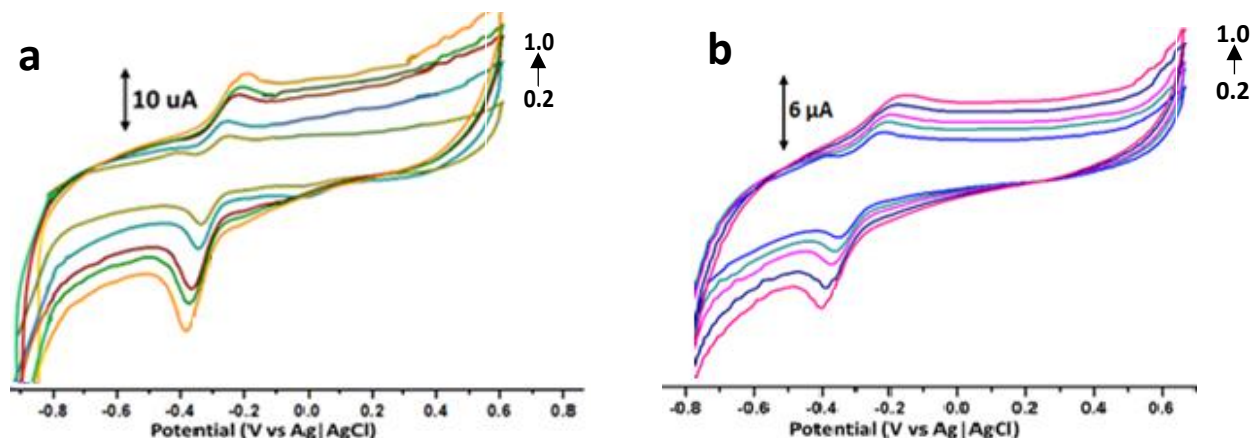 a
10 uA
1.0
0.2
-0.8 -0.6 -0.4 -0.2 0.0 0.2 0.4 0.6 0.8
Potential (V vs Ag|AgCl)
b
6 µA
1.0
0.2
-0.8 -0.6 -0.4 -0.2 0.0 0.2 0.4 0.6
Potential (V vs Ag|AgCl)